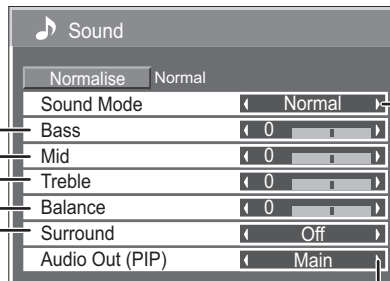 Sound
Normalise Normal
Sound Mode Normal
Bass 0
Mid 0
Treble 0
Balance 0
Surround Off
Audio Out (PIP) Main